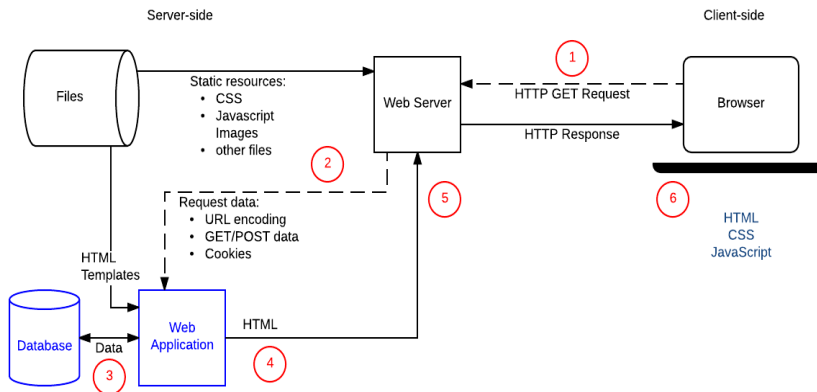 Server-side
Client-side
Files
Static resources:
• CSS
• Javascript
Images
• other files
Web Server
1
HTTP GET Request
HTTP Response
Browser
2
Request data:
• URL encoding
• GET/POST data
• Cookies
5
6
HTML
CSS
JavaScript
HTML
Templates
Database
Data
3
Web
Application
HTML
4